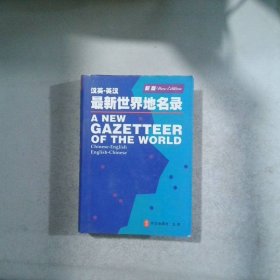 新版 New Edition
汉英·英汉
最新世界地名录
A NEW
GAZETTEER
OF THE WORLD
Chinese-English
English-Chinese